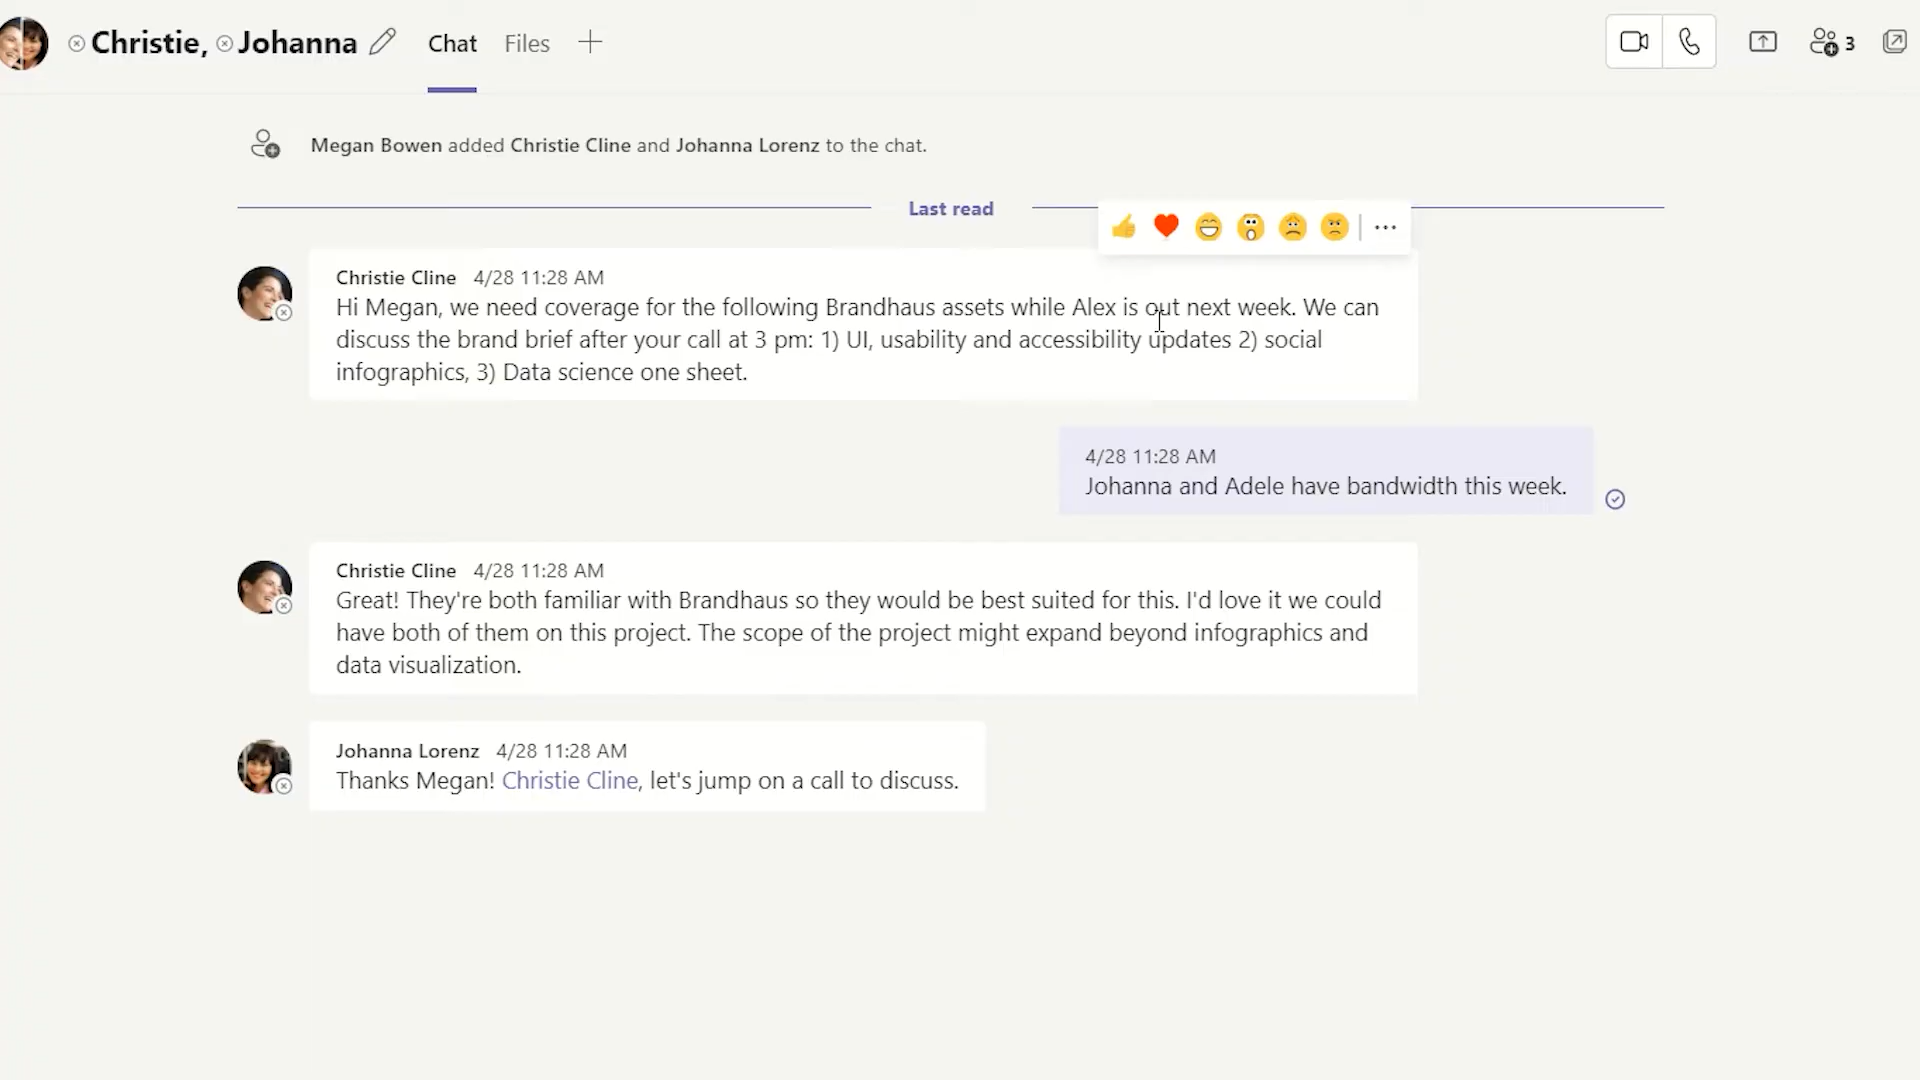 Christie, Johanna Chat Files 3
Megan Bowen added Christie Cline and Johanna Lorenz to the chat.
Last read
Christie Cline 4/28 11:28 AM
Hi Megan, we need coverage for the following Brandhaus assets while Alex is out next week. We can
discuss the brand brief after your call at 3 pm: 1) UI, usability and accessibility updates 2) social
infographics, 3) Data science one sheet.
4/28 11:28 AM
Johanna and Adele have bandwidth this week.
Christie Cline 4/28 11:28 AM
Great! They're both familiar with Brandhaus so they would be best suited for this. I'd love it we could
have both of them on this project. The scope of the project might expand beyond infographics and
data visualization.
Johanna Lorenz 4/28 11:28 AM
Thanks Megan! Christie Cline, let's jump on a call to discuss.